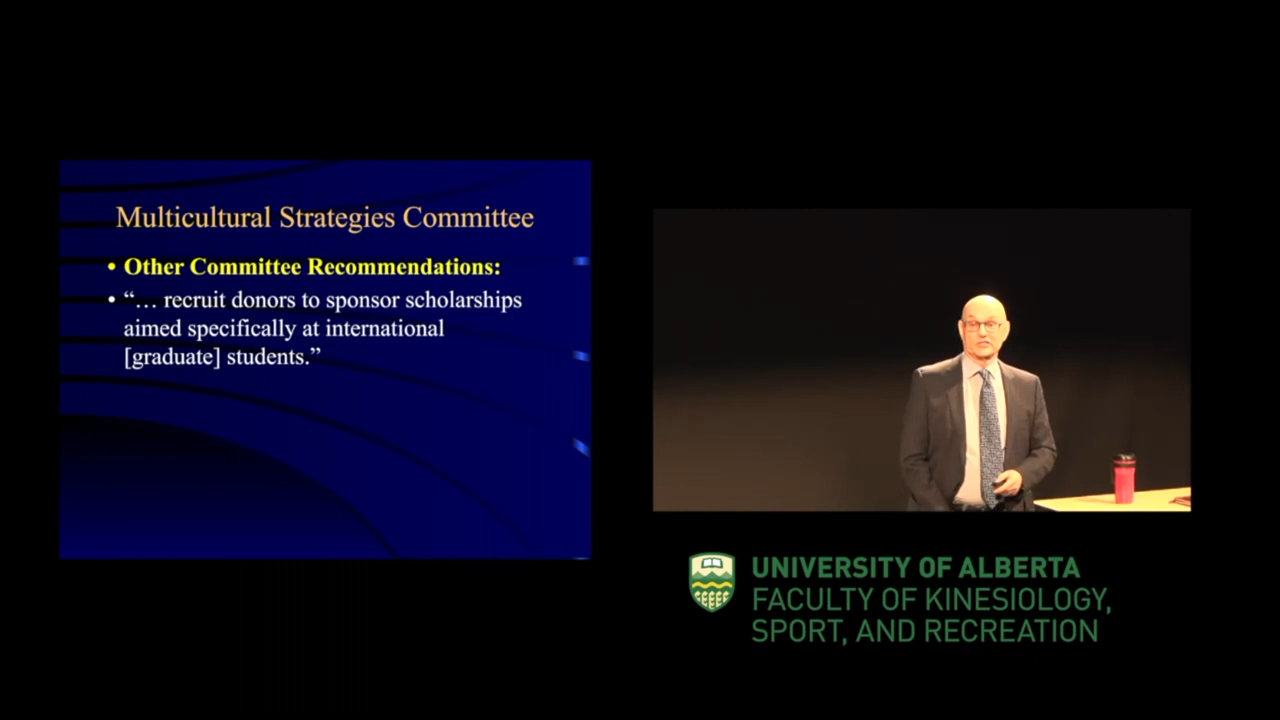 Multicultural Strategies Committee
• Other Committee Recommendations:
• “… recruit donors to sponsor scholarships
aimed specifically at international
[graduate] students.”
UNIVERSITY OF ALBERTA
FACULTY OF KINESIOLOGY,
SPORT, AND RECREATION